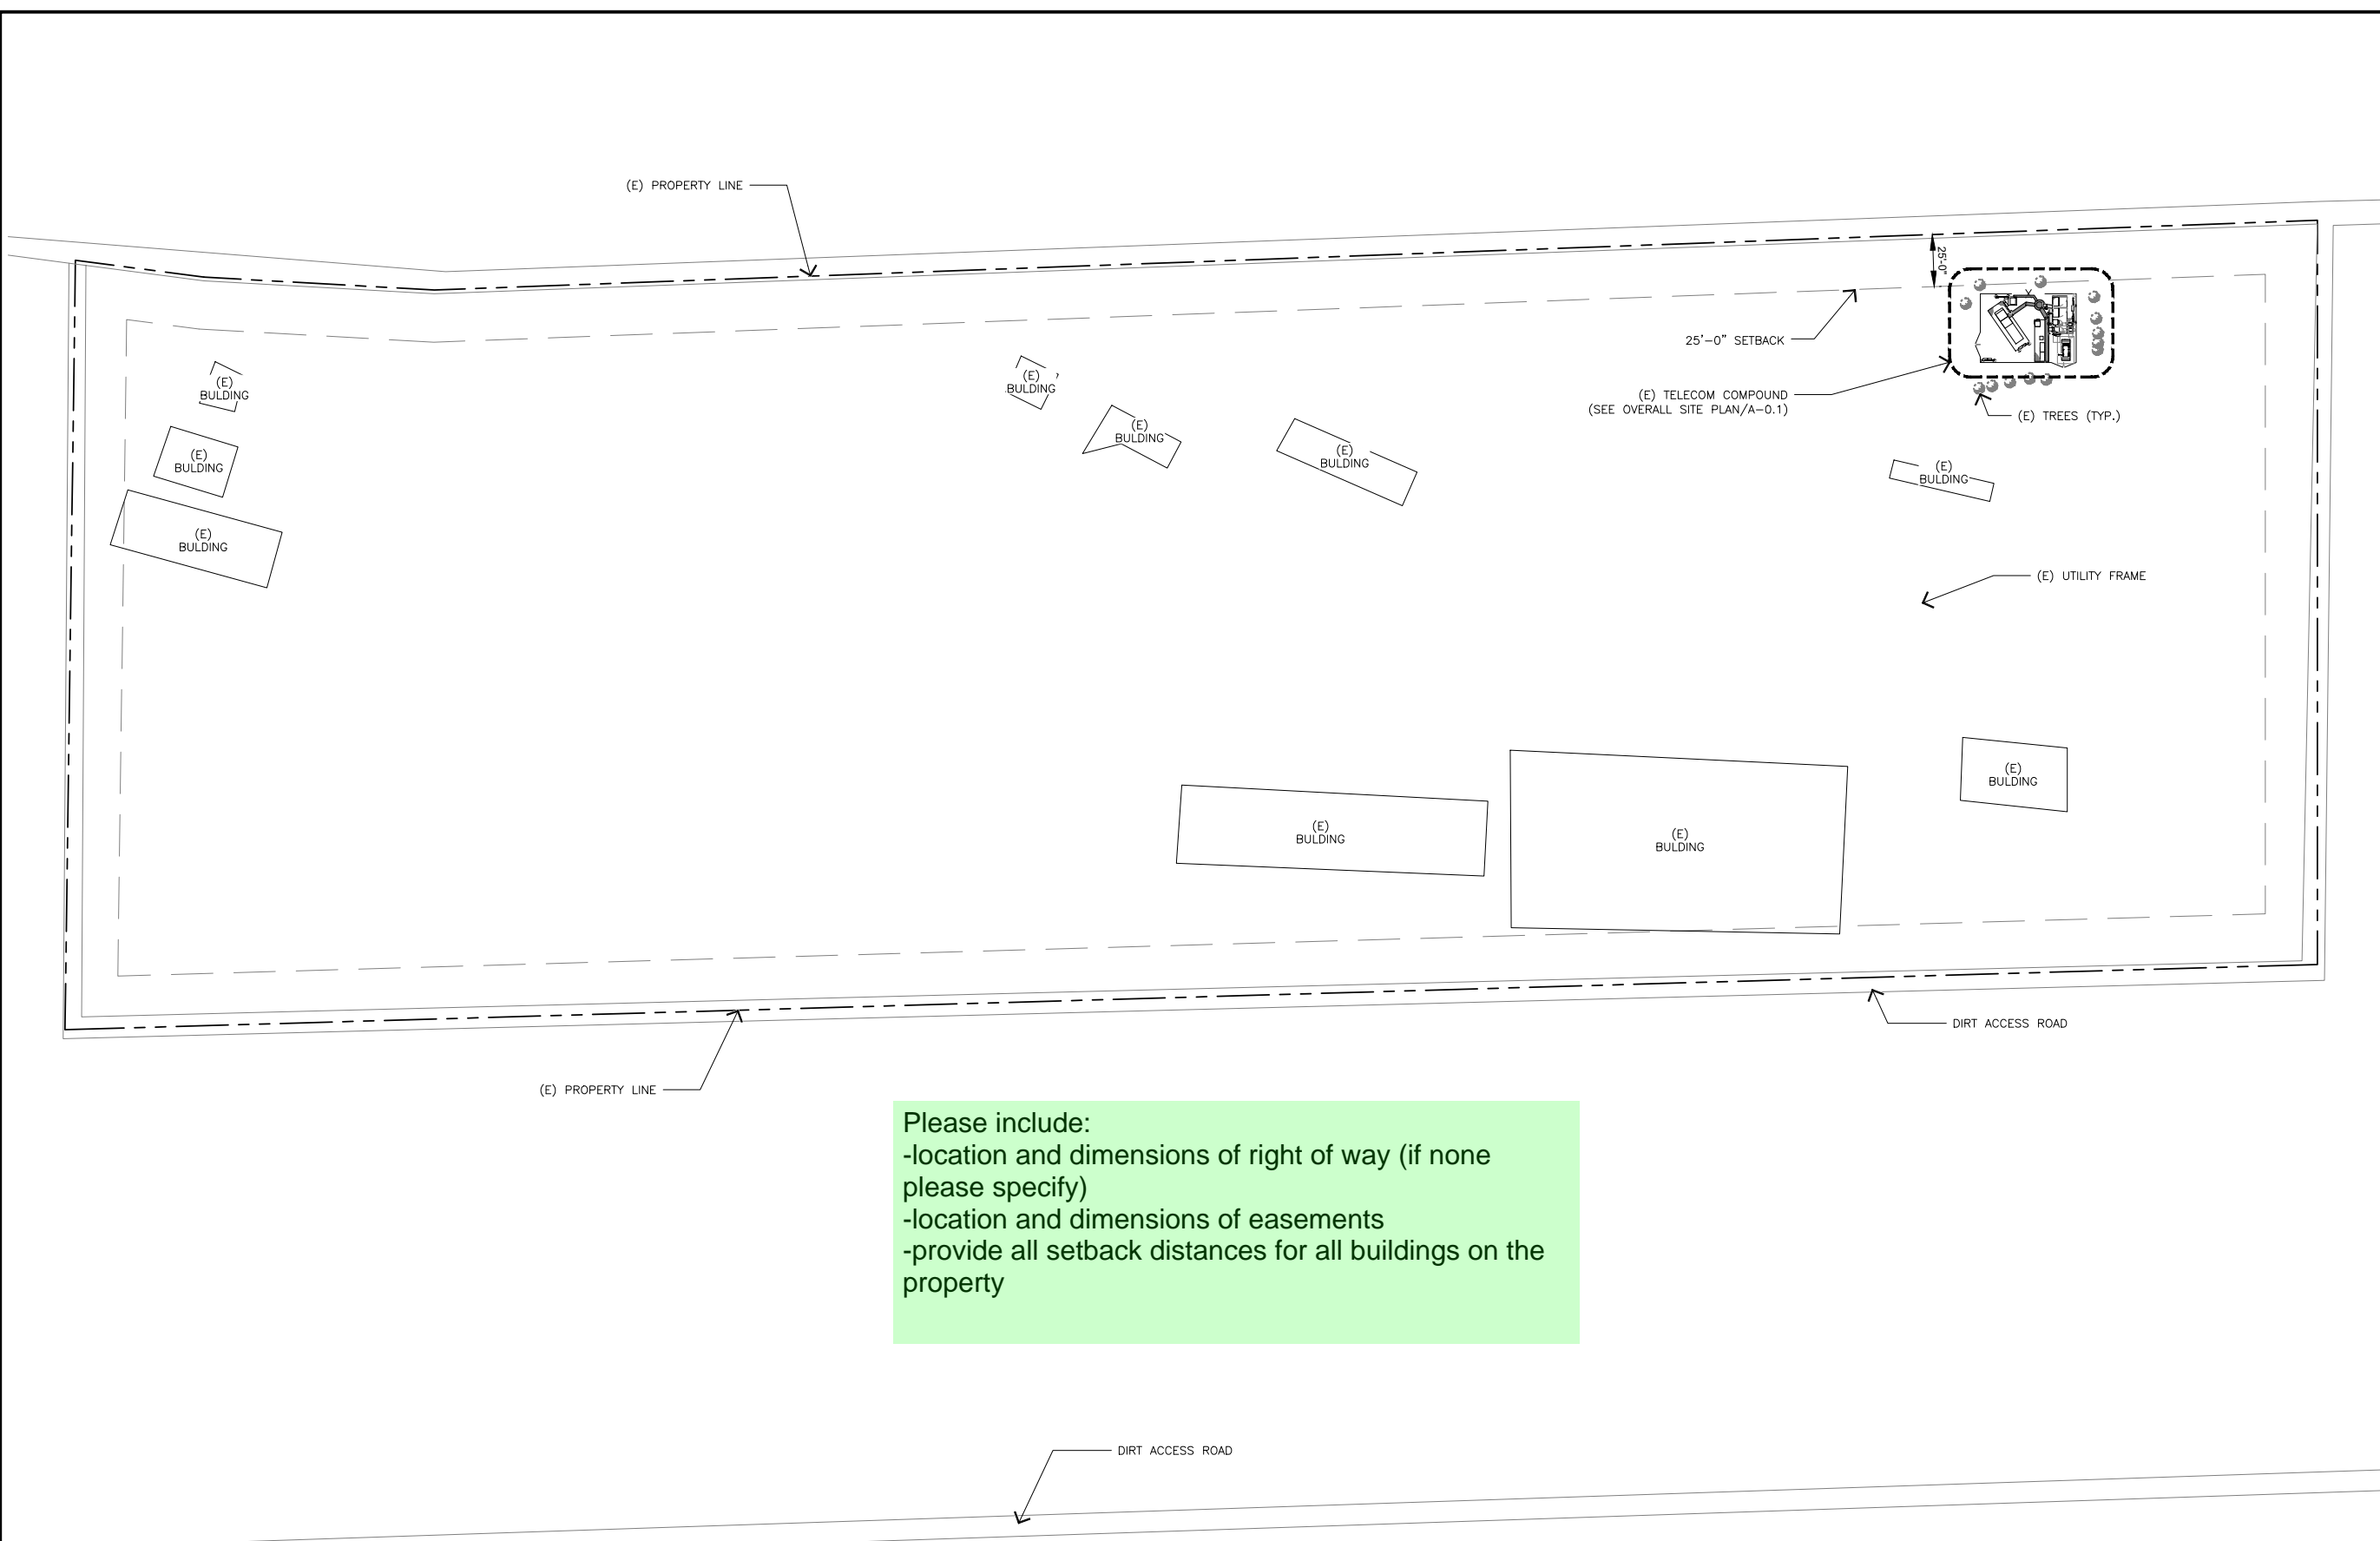 (E) PROPERTY LINE
25'-0"
25'-0" SETBACK
(E) TELECOM COMPOUND
(SEE OVERALL SITE PLAN/A-0.1)
(E) TREES (TYP.)
(E)
BULDING
(E)
BULDING
(E)
BULDING
(E)
BULDING
(E)
BULDING
(E)
BULDING
(E)
BULDING
(E)
BULDING
(E) UTILITY FRAME
(E)
BULDING
(E)
BULDING
(E)
BULDING
DIRT ACCESS ROAD
(E) PROPERTY LINE
Please include:
-location and dimensions of right of way (if none
please specify)
-location and dimensions of easements
-provide all setback distances for all buildings on the
property
DIRT ACCESS ROAD